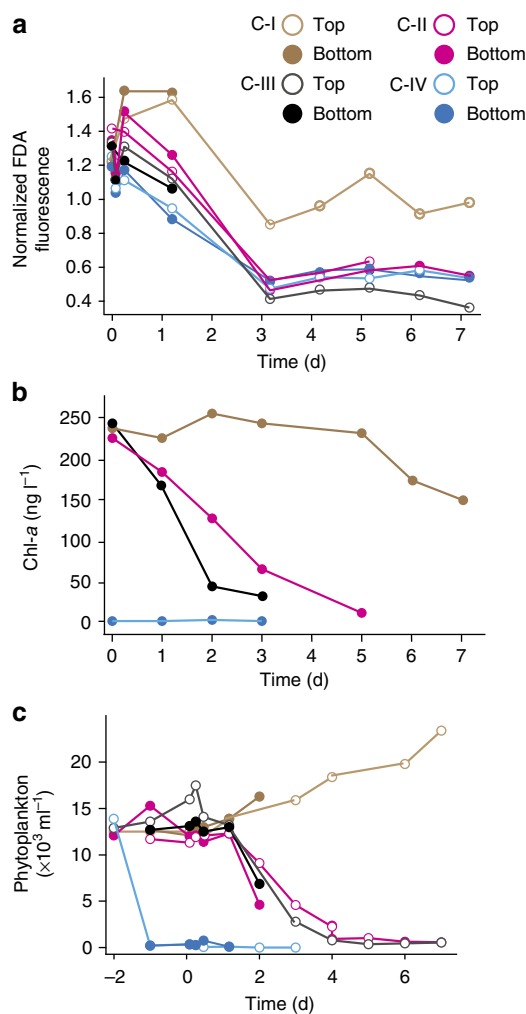 a
C-I Top C-II Top
Bottom Bottom
C-III Top C-IV Top
Bottom Bottom
Normalized FDA
fluorescence
1.6
1.4
1.2
1.0
0.8
0.6
0.4
0 1 2 3 4 5 6 7
Time (d)
b
Chl-a (ng l−1)
250
200
150
100
50
0
0 1 2 3 4 5 6 7
Time (d)
c
Phytoplankton
(×10³ ml−1)
20
15
10
5
0
−2 0 2 4 6
Time (d)